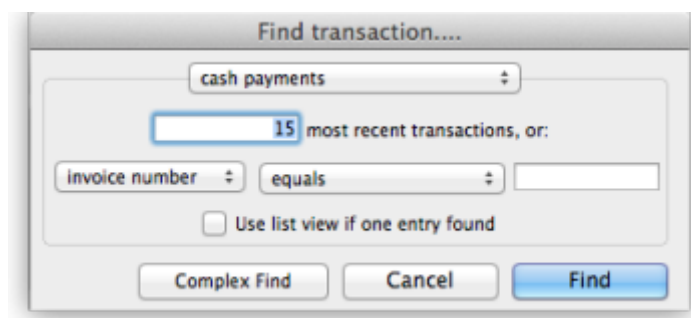 Find transaction....
cash payments
15 most recent transactions, or:
invoice number equals
Use list view if one entry found
Complex Find Cancel Find